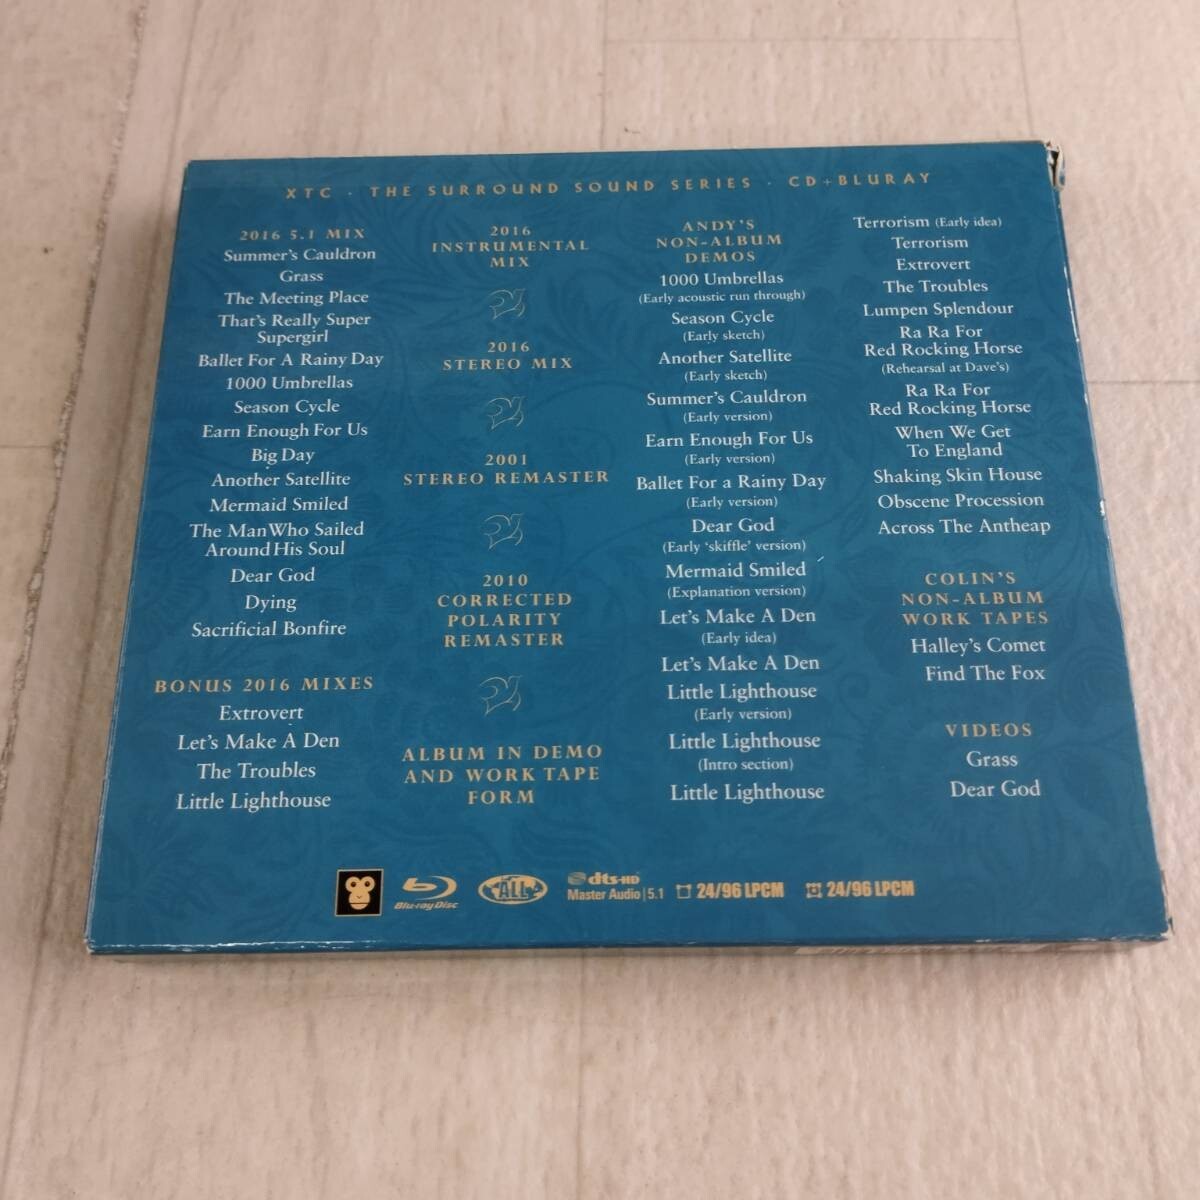 XTC · THE SURROUND SOUND SERIES · CD+BLURAY
2016 5.1 MIX
Summer's Cauldron
Grass
The Meeting Place
That's Really Super
Supergirl
Ballet For A Rainy Day
1000 Umbrellas
Season Cycle
Earn Enough For Us
Big Day
Another Satellite
Mermaid Smiled
The Man Who Sailed
Around His Soul
Dear God
Dying
Sacrificial Bonfire
BONUS 2016 MIXES
Extrovert
Let's Make A Den
The Troubles
Little Lighthouse
2016
INSTRUMENTAL
MIX
2016
STEREO MIX
2001
STEREO REMASTER
2010
CORRECTED
POLARITY
REMASTER
ALBUM IN DEMO
AND WORK TAPE
FORM
ANDY'S
NON-ALBUM
DEMOS
1000 Umbrellas
(Early acoustic run through)
Season Cycle
(Early sketch)
Another Satellite
(Early sketch)
Summer's Cauldron
(Early version)
Earn Enough For Us
(Early version)
Ballet For a Rainy Day
(Early version)
Dear God
(Early 'skiffle' version)
Mermaid Smiled
(Explanation version)
Let's Make A Den
(Early idea)
Let's Make A Den
Little Lighthouse
(Early version)
Little Lighthouse
(Intro section)
Little Lighthouse
Terrorism (Early idea)
Terrorism
Extrovert
The Troubles
Lumpen Splendour
Ra Ra For
Red Rocking Horse
(Rehearsal at Dave's)
Ra Ra For
Red Rocking Horse
When We Get
To England
Shaking Skin House
Obscene Procession
Across The Antheap
COLIN'S
NON-ALBUM
WORK TAPES
Halley's Comet
Find The Fox
VIDEOS
Grass
Dear God
Blu-ray Disc
ALL
dts-HD
Master Audio | 5.1
24/96 LPCM
24/96 LPCM